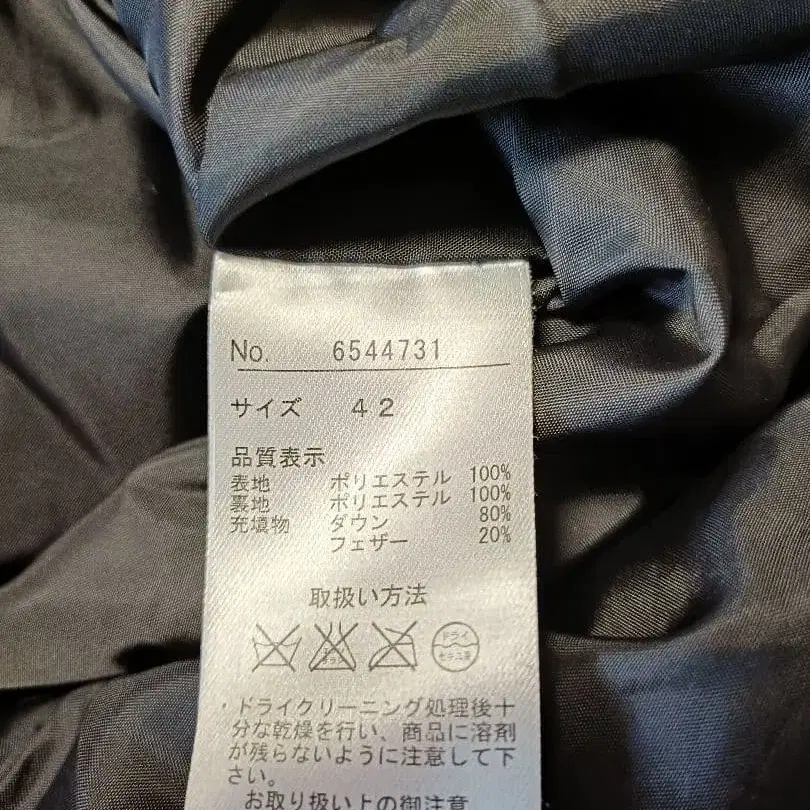 No. 6544731
サイズ 42
品質表示
表地 ポリエステル 100%
裏地 ポリエステル 100%
充填物 ダウン 80%
フェザー 20%
取扱い方法
ドライ
・ドライクリーニング処理後十
分な乾燥を行い、商品に溶剤
が残らないように注意して下
さい。
お取り扱い上の御注意